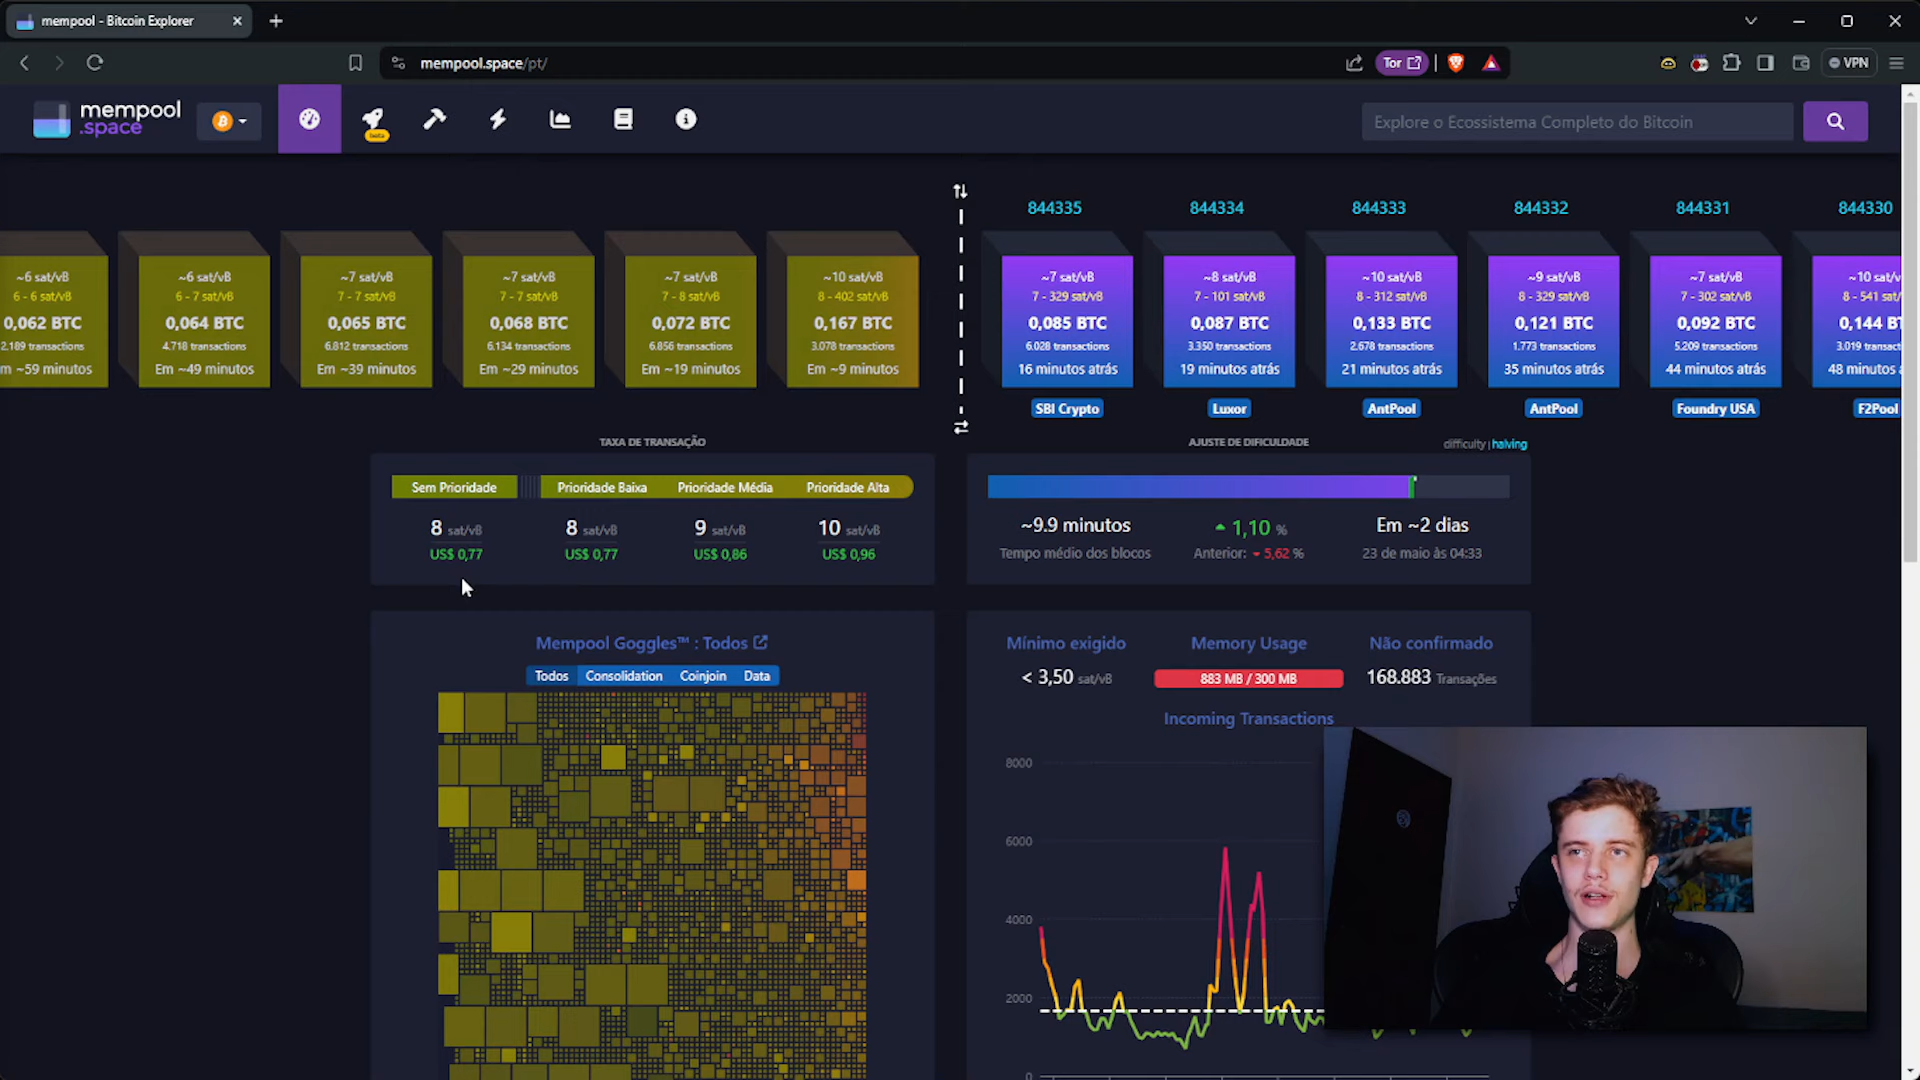 mempool - Bitcoin Explorer
mempool.space/pt/
Tor
VPN
mempool
.space
beta
Explore o Ecossistema Completo do Bitcoin
844335
844334
844333
844332
844331
844330
~6 sat/vB
6 - 6 sat/vB
0,062 BTC
2.189 transactions
m ~59 minutos
~6 sat/vB
6 - 7 sat/vB
0,064 BTC
4.718 transactions
Em ~49 minutos
~7 sat/vB
7 - 7 sat/vB
0,065 BTC
6.812 transactions
Em ~39 minutos
~7 sat/vB
7 - 7 sat/vB
0,068 BTC
6.134 transactions
Em ~29 minutos
~7 sat/vB
7 - 8 sat/vB
0,072 BTC
6.856 transactions
Em ~19 minutos
~10 sat/vB
8 - 402 sat/vB
0,167 BTC
3.078 transactions
Em ~9 minutos
~7 sat/vB
7 - 329 sat/vB
0,085 BTC
6.028 transactions
16 minutos atrás
SBI Crypto
~8 sat/vB
7 - 101 sat/vB
0,087 BTC
3.350 transactions
19 minutos atrás
Luxor
~10 sat/vB
8 - 312 sat/vB
0,133 BTC
2.678 transactions
21 minutos atrás
AntPool
~9 sat/vB
8 - 329 sat/vB
0,121 BTC
1.773 transactions
35 minutos atrás
AntPool
~7 sat/vB
7 - 302 sat/vB
0,092 BTC
5.209 transactions
44 minutos atrás
Foundry USA
~10 sat/v
8 - 541 sat/
0,144 BT
3.019 transact
48 minutos a
F2Pool
TAXA DE TRANSAÇÃO
Sem Prioridade
Prioridade Baixa
Prioridade Média
Prioridade Alta
8 sat/vB
8 sat/vB
9 sat/vB
10 sat/vB
US$ 0,77
US$ 0,77
US$ 0,86
US$ 0,96
AJUSTE DE DIFICULDADE
difficulty | halving
~9.9 minutos
1,10 %
Em ~2 dias
Tempo médio dos blocos
Anterior: 5,62 %
23 de maio às 04:33
Mempool Goggles™ : Todos
Todos
Consolidation
Coinjoin
Data
Mínimo exigido
Memory Usage
Não confirmado
< 3,50 sat/vB
883 MB / 300 MB
168.883 Transações
Incoming Transactions
8000
6000
4000
2000
0